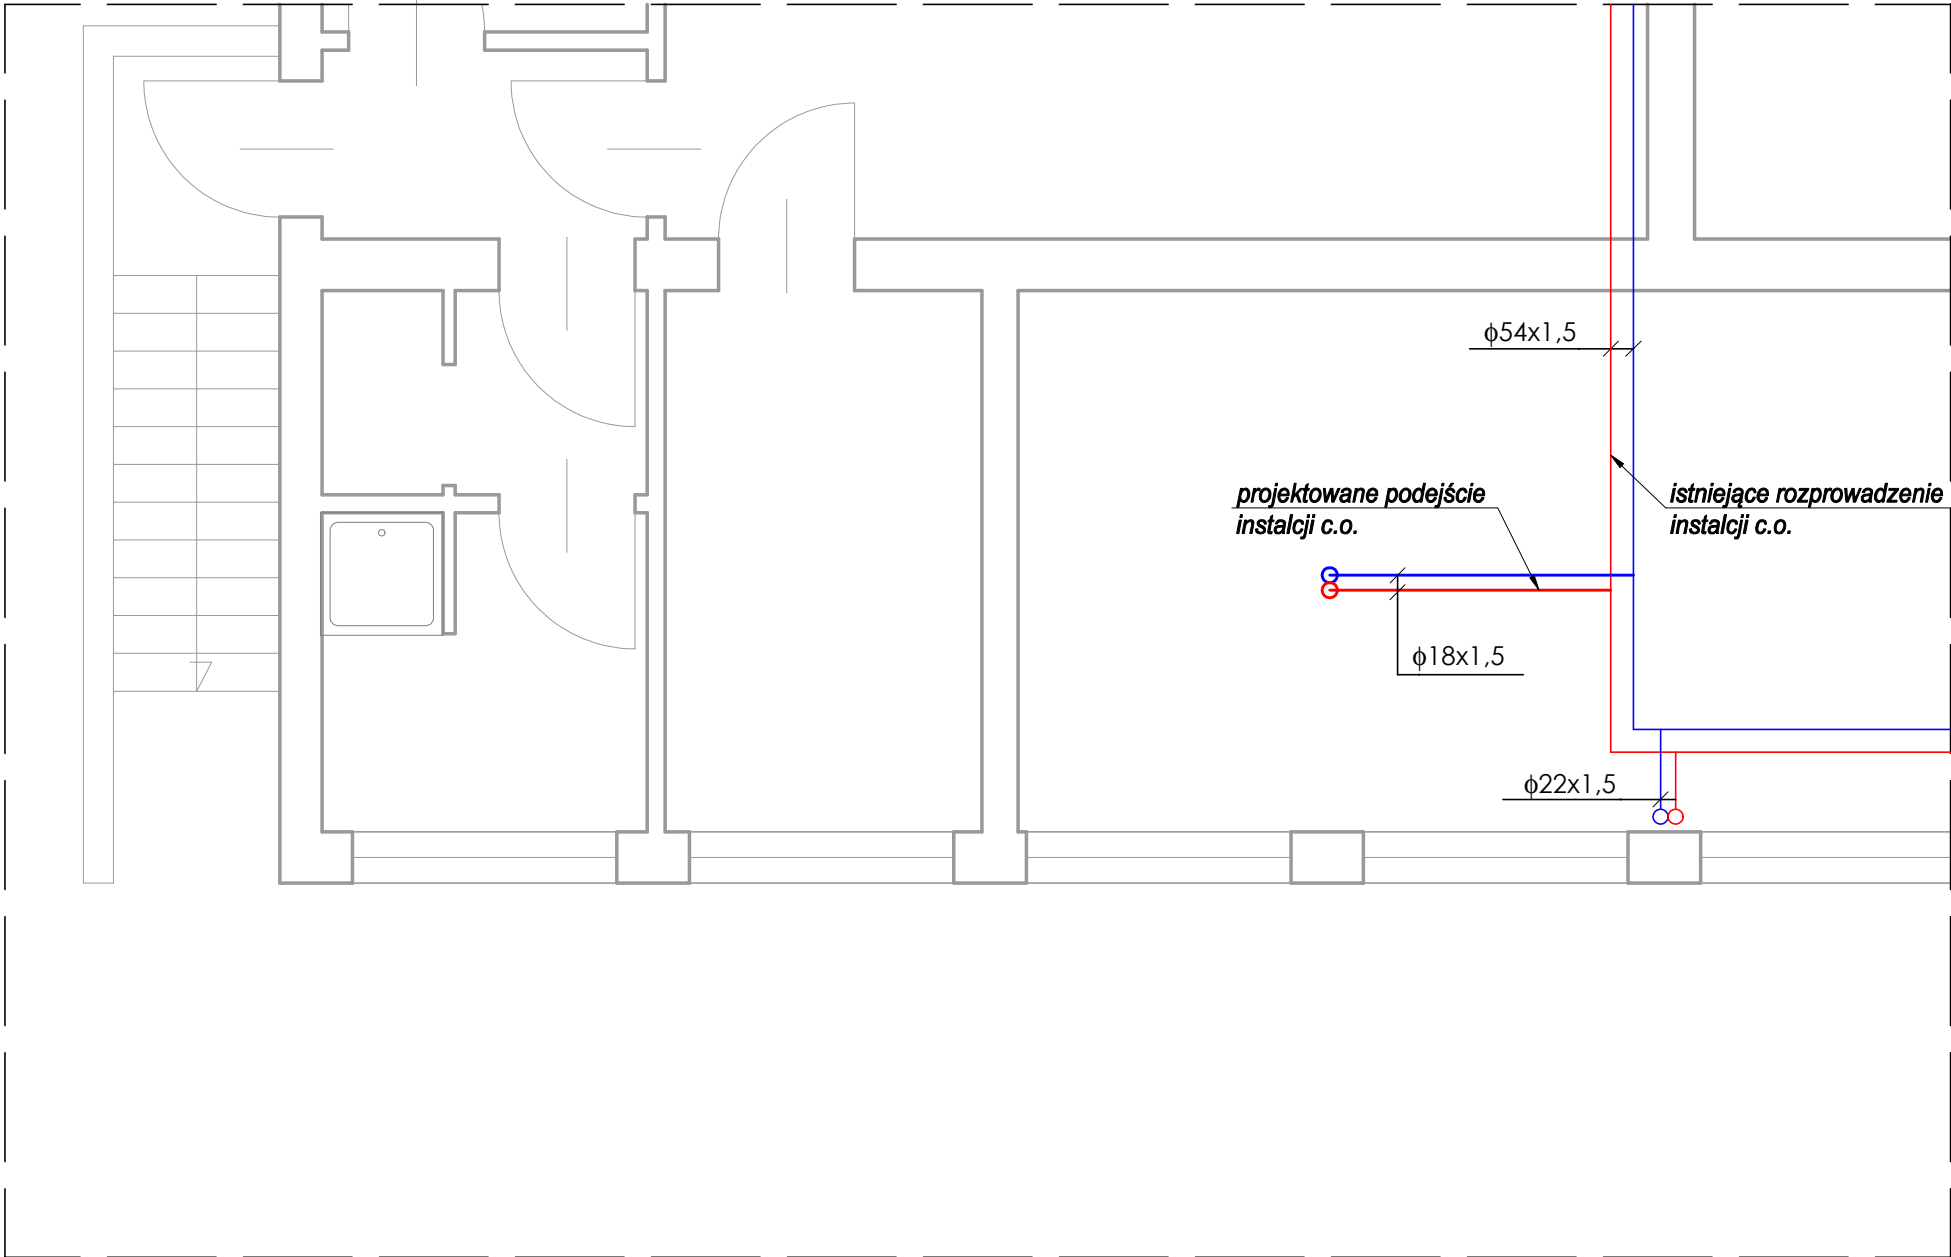 ϕ54x1,5
projektowane podejście
instalcji c.o.
istniejące rozprowadzenie
instalcji c.o.
ϕ18x1,5
ϕ22x1,5